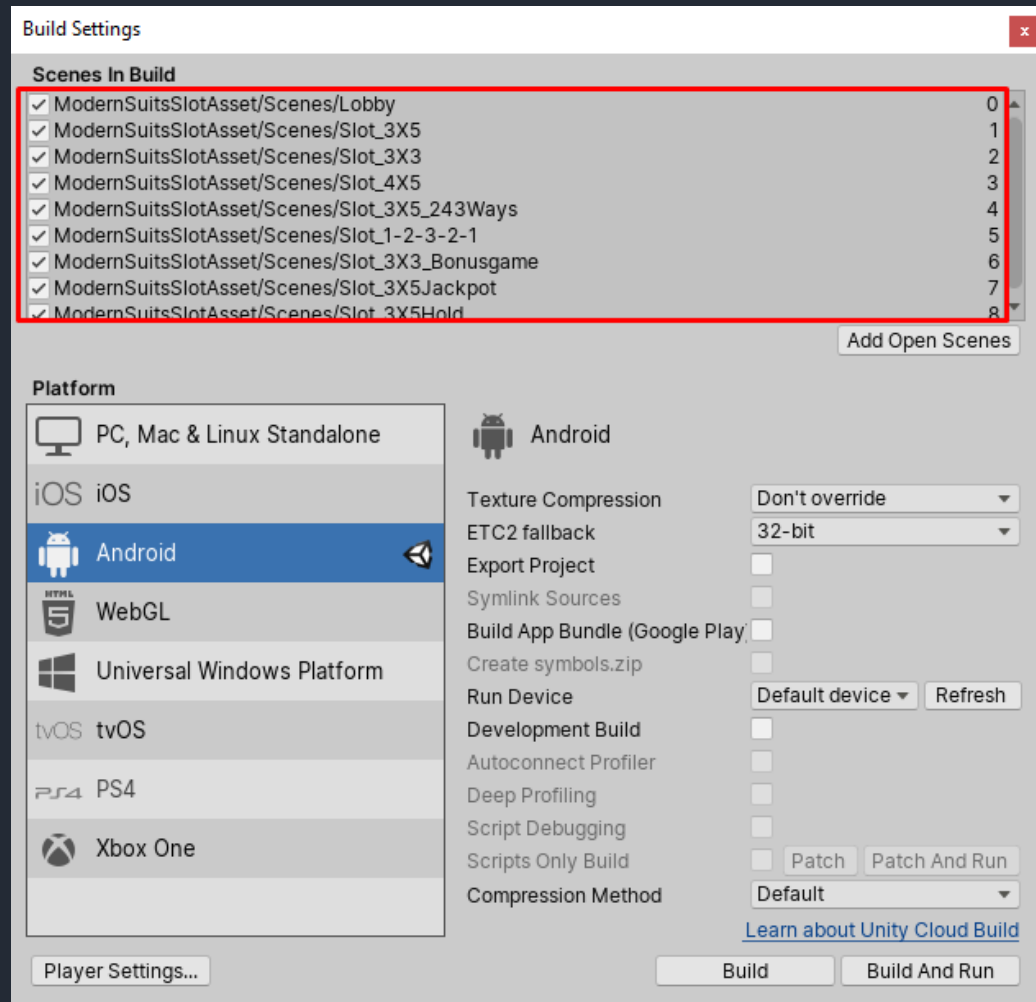 Build Settings
x
Scenes In Build
ModernSuitsSlotAsset/Scenes/Lobby 0
ModernSuitsSlotAsset/Scenes/Slot_3X5 1
ModernSuitsSlotAsset/Scenes/Slot_3X3 2
ModernSuitsSlotAsset/Scenes/Slot_4X5 3
ModernSuitsSlotAsset/Scenes/Slot_3X5_243Ways 4
ModernSuitsSlotAsset/Scenes/Slot_1-2-3-2-1 5
ModernSuitsSlotAsset/Scenes/Slot_3X3_Bonusgame 6
ModernSuitsSlotAsset/Scenes/Slot_3X5Jackpot 7
ModernSuitsSlotAsset/Scenes/Slot_3X5Hold 8
Add Open Scenes
Platform
PC, Mac & Linux Standalone
iOS iOS
Android
HTML 5 WebGL
Universal Windows Platform
tvOS tvOS
PS4 PS4
Xbox One
Android
Texture Compression Don't override
ETC2 fallback 32-bit
Export Project
Symlink Sources
Build App Bundle (Google Play)
Create symbols.zip
Run Device Default device Refresh
Development Build
Autoconnect Profiler
Deep Profiling
Script Debugging
Scripts Only Build Patch Patch And Run
Compression Method Default
Learn about Unity Cloud Build
Player Settings... Build Build And Run